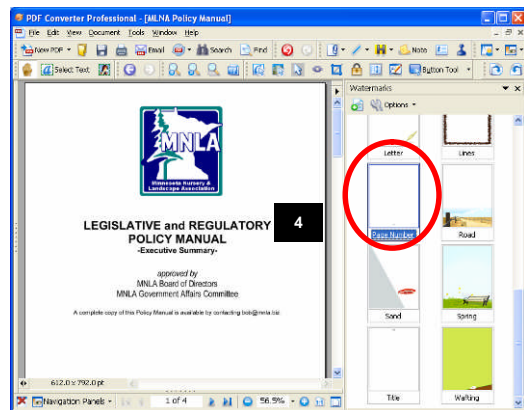 PDF Converter Professional - [MLNA Policy Manual]
File Edit View Document Tools Window Help
New PDF Email Search Find Note
Select Text Button Tool
MNLA
Minnesota Nursery &
Landscape Association
LEGISLATIVE and REGULATORY
POLICY MANUAL
-Executive Summary-
approved by
MNLA Board of Directors
MNLA Government Affairs Committee
A complete copy of this Policy Manual is available by contacting bob@mnla.biz
4
612.0 x 792.0 pt
Navigation Panels 1 of 4 56.5%
Watermarks
Options
Letter Lines
Page Number Road
Sand Spring
Title Wafting